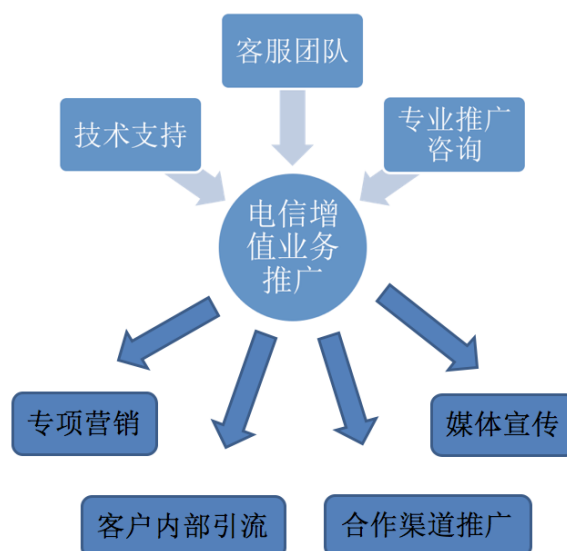 客服团队
技术支持
专业推广
咨询
电信增
值业务
推广
专项营销
媒体宣传
客户内部引流
合作渠道推广